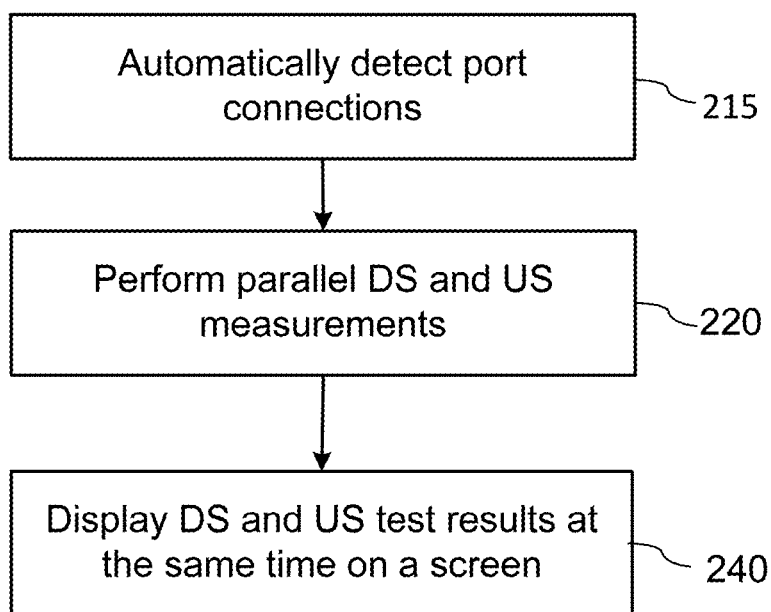 Automatically detect port
connections
215
Perform parallel DS and US
measurements
220
Display DS and US test results at
the same time on a screen
240